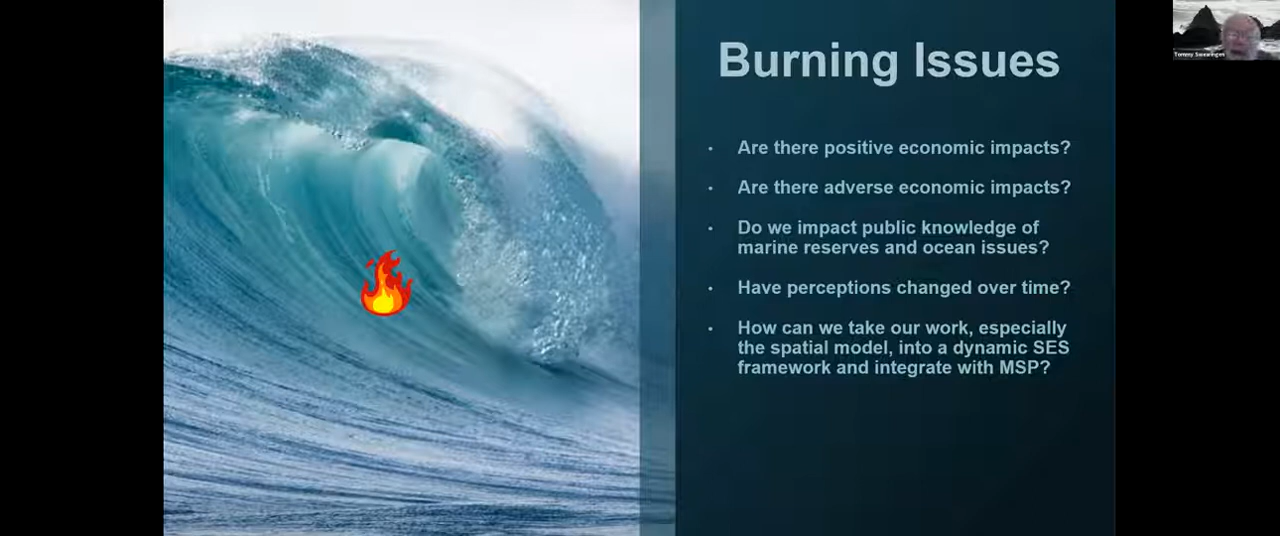 Burning Issues
• Are there positive economic impacts?
• Are there adverse economic impacts?
• Do we impact public knowledge of
marine reserves and ocean issues?
• Have perceptions changed over time?
• How can we take our work, especially
the spatial model, into a dynamic SES
framework and integrate with MSP?
Tommy